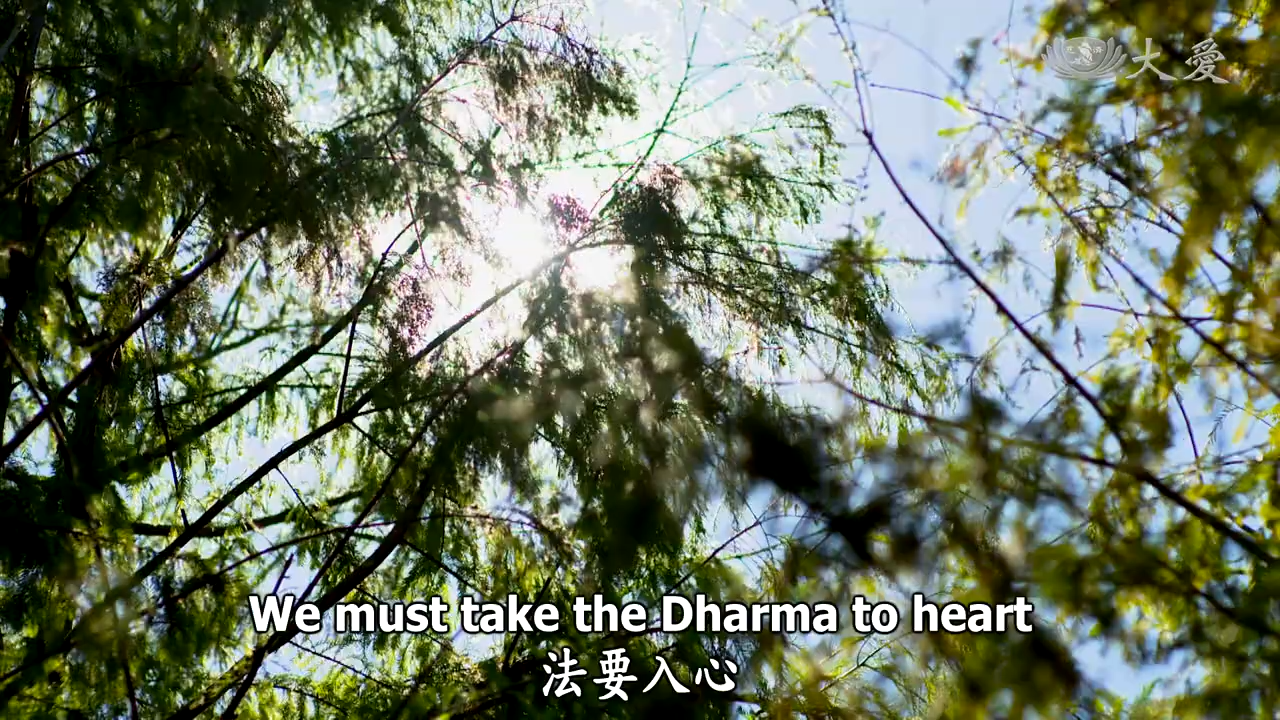 大愛
We must take the Dharma to heart
法要入心